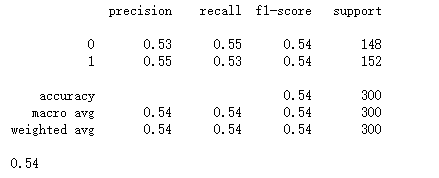 precision recall f1-score support
0 0.53 0.55 0.54 148
1 0.55 0.53 0.54 152
accuracy 0.54 300
macro avg 0.54 0.54 0.54 300
weighted avg 0.54 0.54 0.54 300
0.54